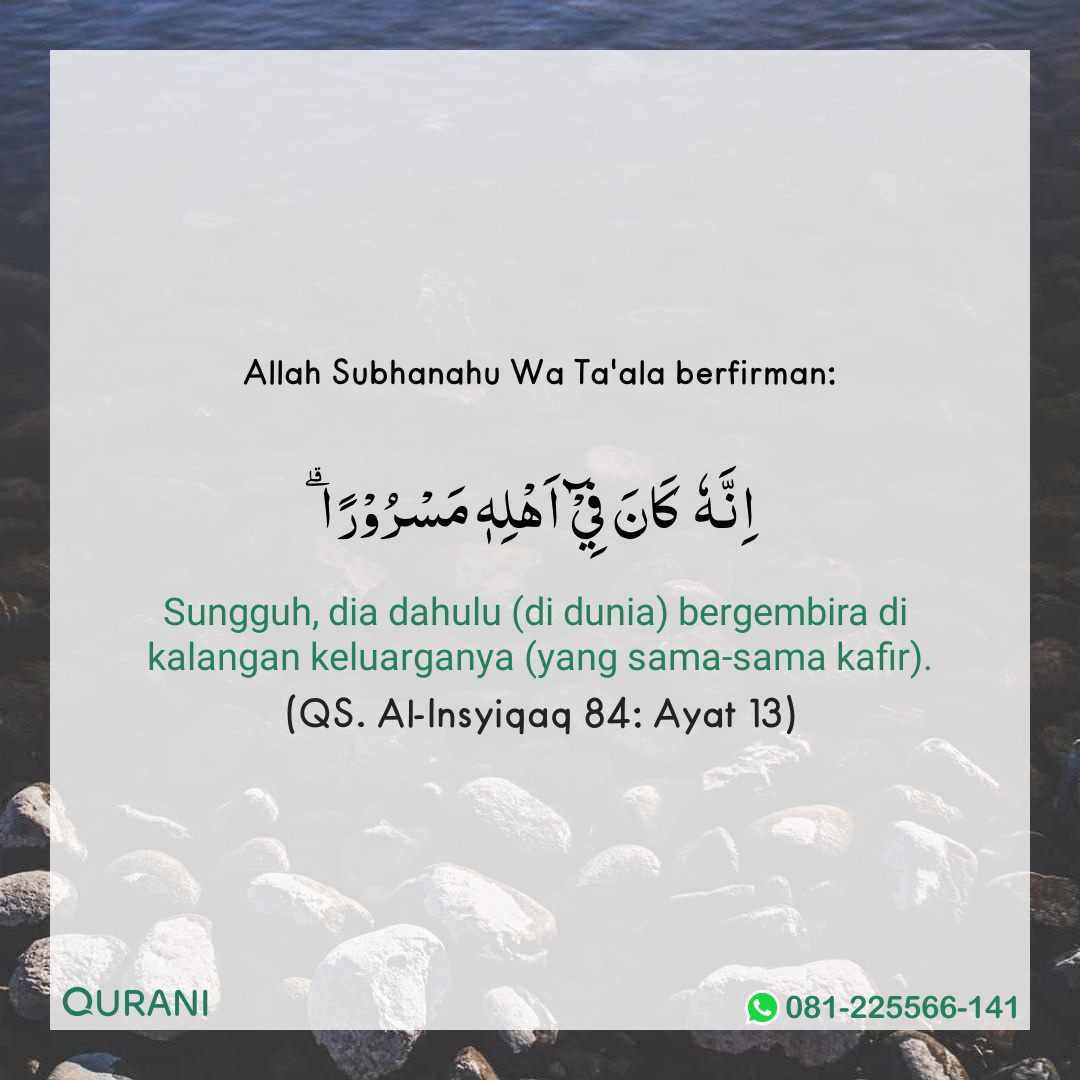 Allah Subhanahu Wa Ta'ala berfirman:
اِنَّهٗ كَانَ فِيْٓ اَهْلِهٖ مَسْرُوْرًاۗ
Sungguh, dia dahulu (di dunia) bergembira di
kalangan keluarganya (yang sama-sama kafir).
(QS. Al-Insyiqaq 84: Ayat 13)
QURANI
081-225566-141